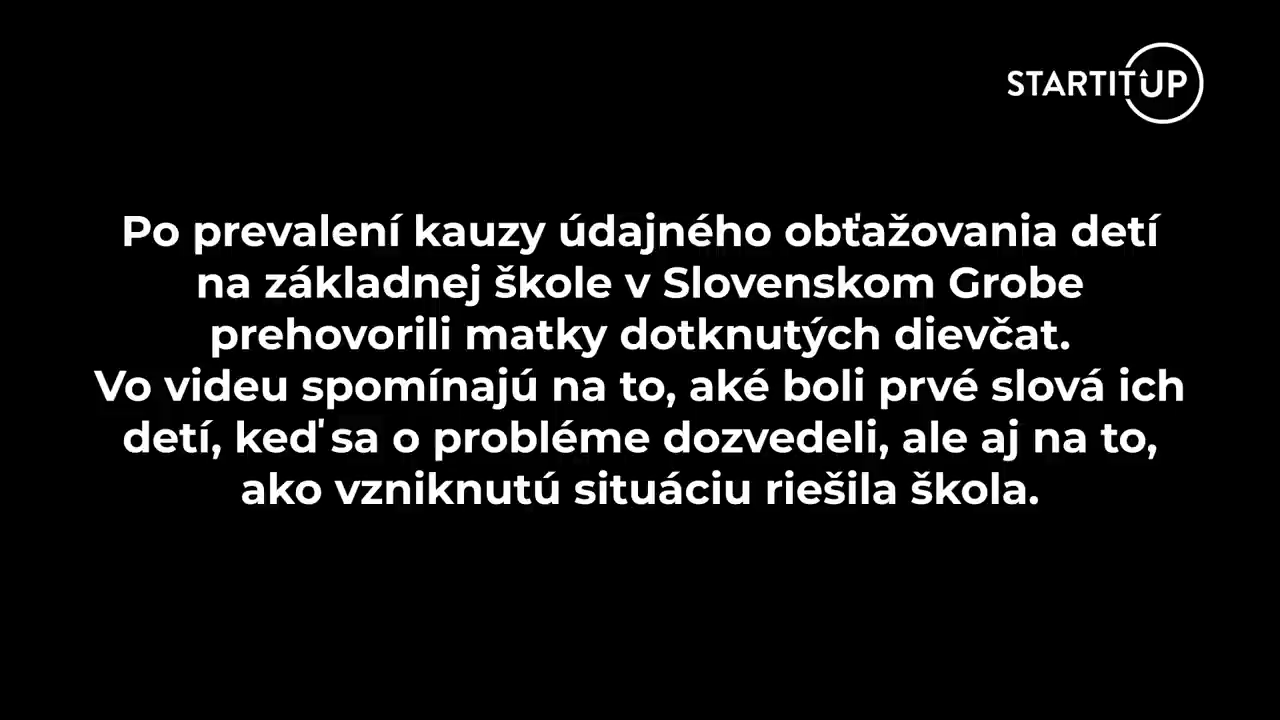 STARTITUP
Po prevalení kauzy údajného obťažovania detí
na základnej škole v Slovenskom Grobe
prehovorili matky dotknutých dievčat.
Vo videu spomínajú na to, aké boli prvé slová ich
detí, keď sa o probléme dozvedeli, ale aj na to,
ako vzniknutú situáciu riešila škola.